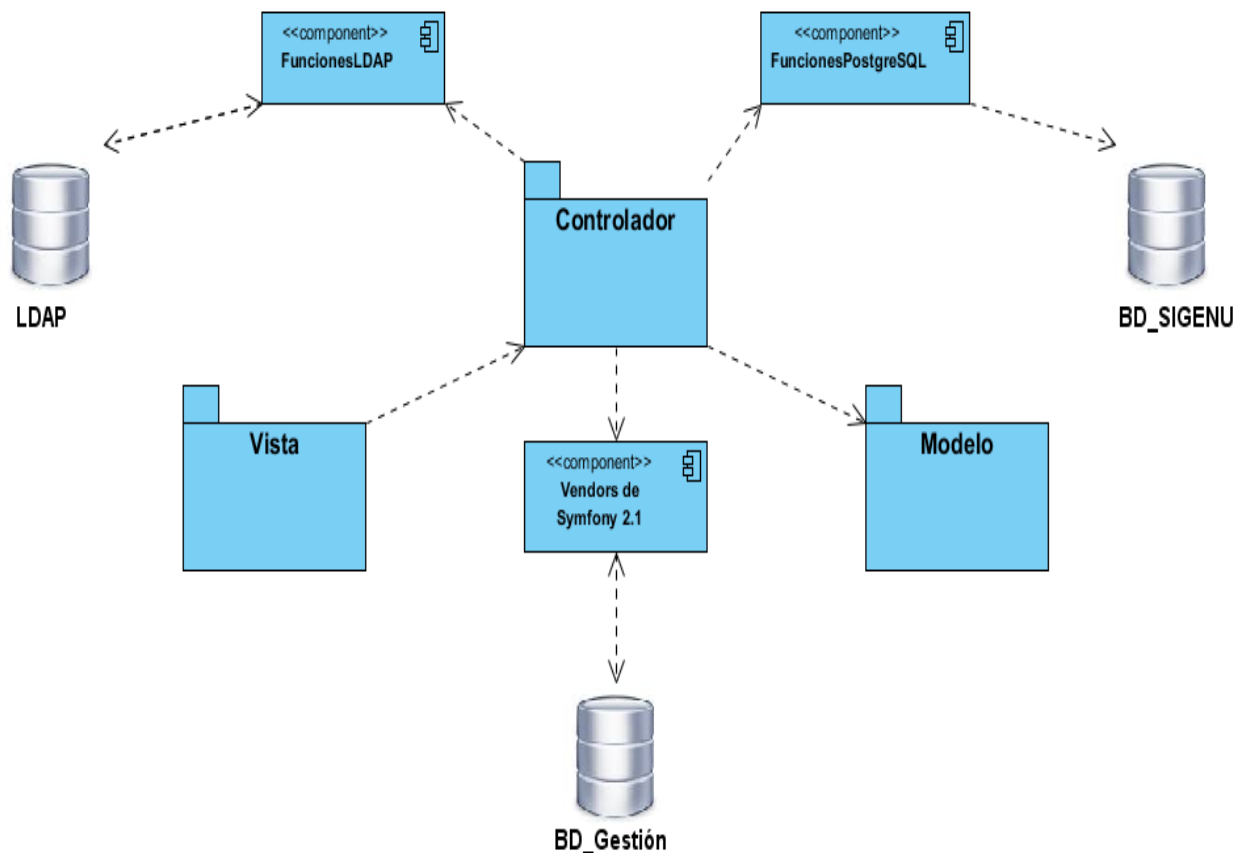 <<component>>
FuncionesLDAP
<<component>>
FuncionesPostgreSQL
Controlador
LDAP
BD_SIGENU
Vista
<<component>>
Vendors de
Symfony 2.1
Modelo
BD_Gestión